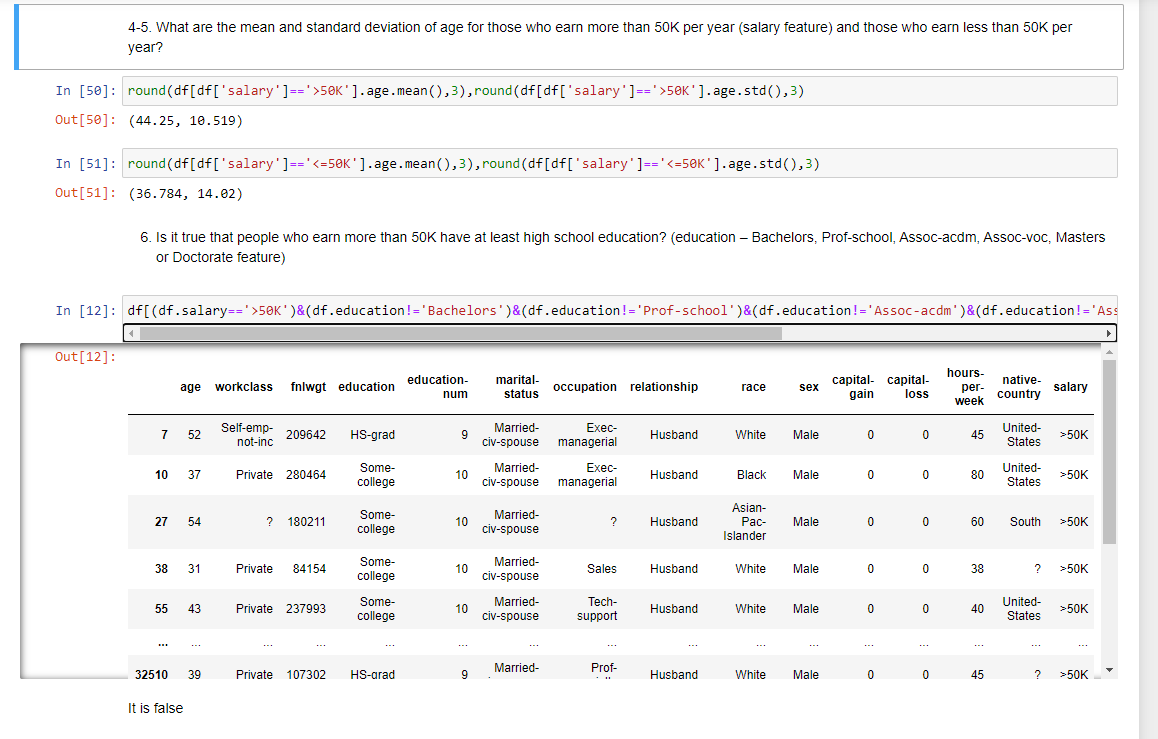 4-5. What are the mean and standard deviation of age for those who earn more than 50K per year (salary feature) and those who earn less than 50K per
year?
In [50]: round(df[df['salary']=='>50K'].age.mean(),3),round(df[df['salary']=='>50K'].age.std(),3)
Out[50]: (44.25, 10.519)
In [51]: round(df[df['salary']=='<=50K'].age.mean(),3),round(df[df['salary']=='<=50K'].age.std(),3)
Out[51]: (36.784, 14.02)
6. Is it true that people who earn more than 50K have at least high school education? (education – Bachelors, Prof-school, Assoc-acdm, Assoc-voc, Masters
or Doctorate feature)
In [12]: df[(df.salary=='>50K')&(df.education!='Bachelors')&(df.education!='Prof-school')&(df.education!='Assoc-acdm')&(df.education!='Ass
Out[12]:
age workclass fnlwgt education education-num marital-status occupation relationship race sex capital-gain capital-loss hours-per-week native-country salary
7 52 Self-emp-not-inc 209642 HS-grad 9 Married-civ-spouse Exec-managerial Husband White Male 0 0 45 United-States >50K
10 37 Private 280464 Some-college 10 Married-civ-spouse Exec-managerial Husband Black Male 0 0 80 United-States >50K
27 54 ? 180211 Some-college 10 Married-civ-spouse ? Husband Asian-Pac-Islander Male 0 0 60 South >50K
38 31 Private 84154 Some-college 10 Married-civ-spouse Sales Husband White Male 0 0 38 ? >50K
55 43 Private 237993 Some-college 10 Married-civ-spouse Tech-support Husband White Male 0 0 40 United-States >50K
... ... ... ... ... ... ... ... ... ... ... ... ... ... ... ...
32510 39 Private 107302 HS-grad 9 Married- Prof- Husband White Male 0 0 45 ? >50K
It is false